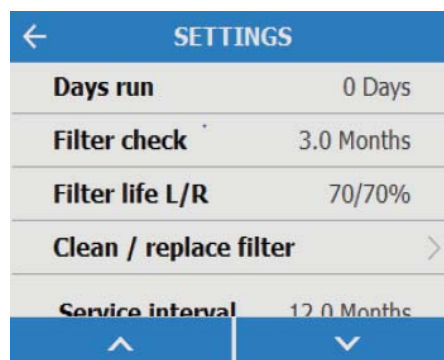 SETTINGS
Days run 0 Days
Filter check 3.0 Months
Filter life L/R 70/70%
Clean / replace filter
Service interval 12.0 Months